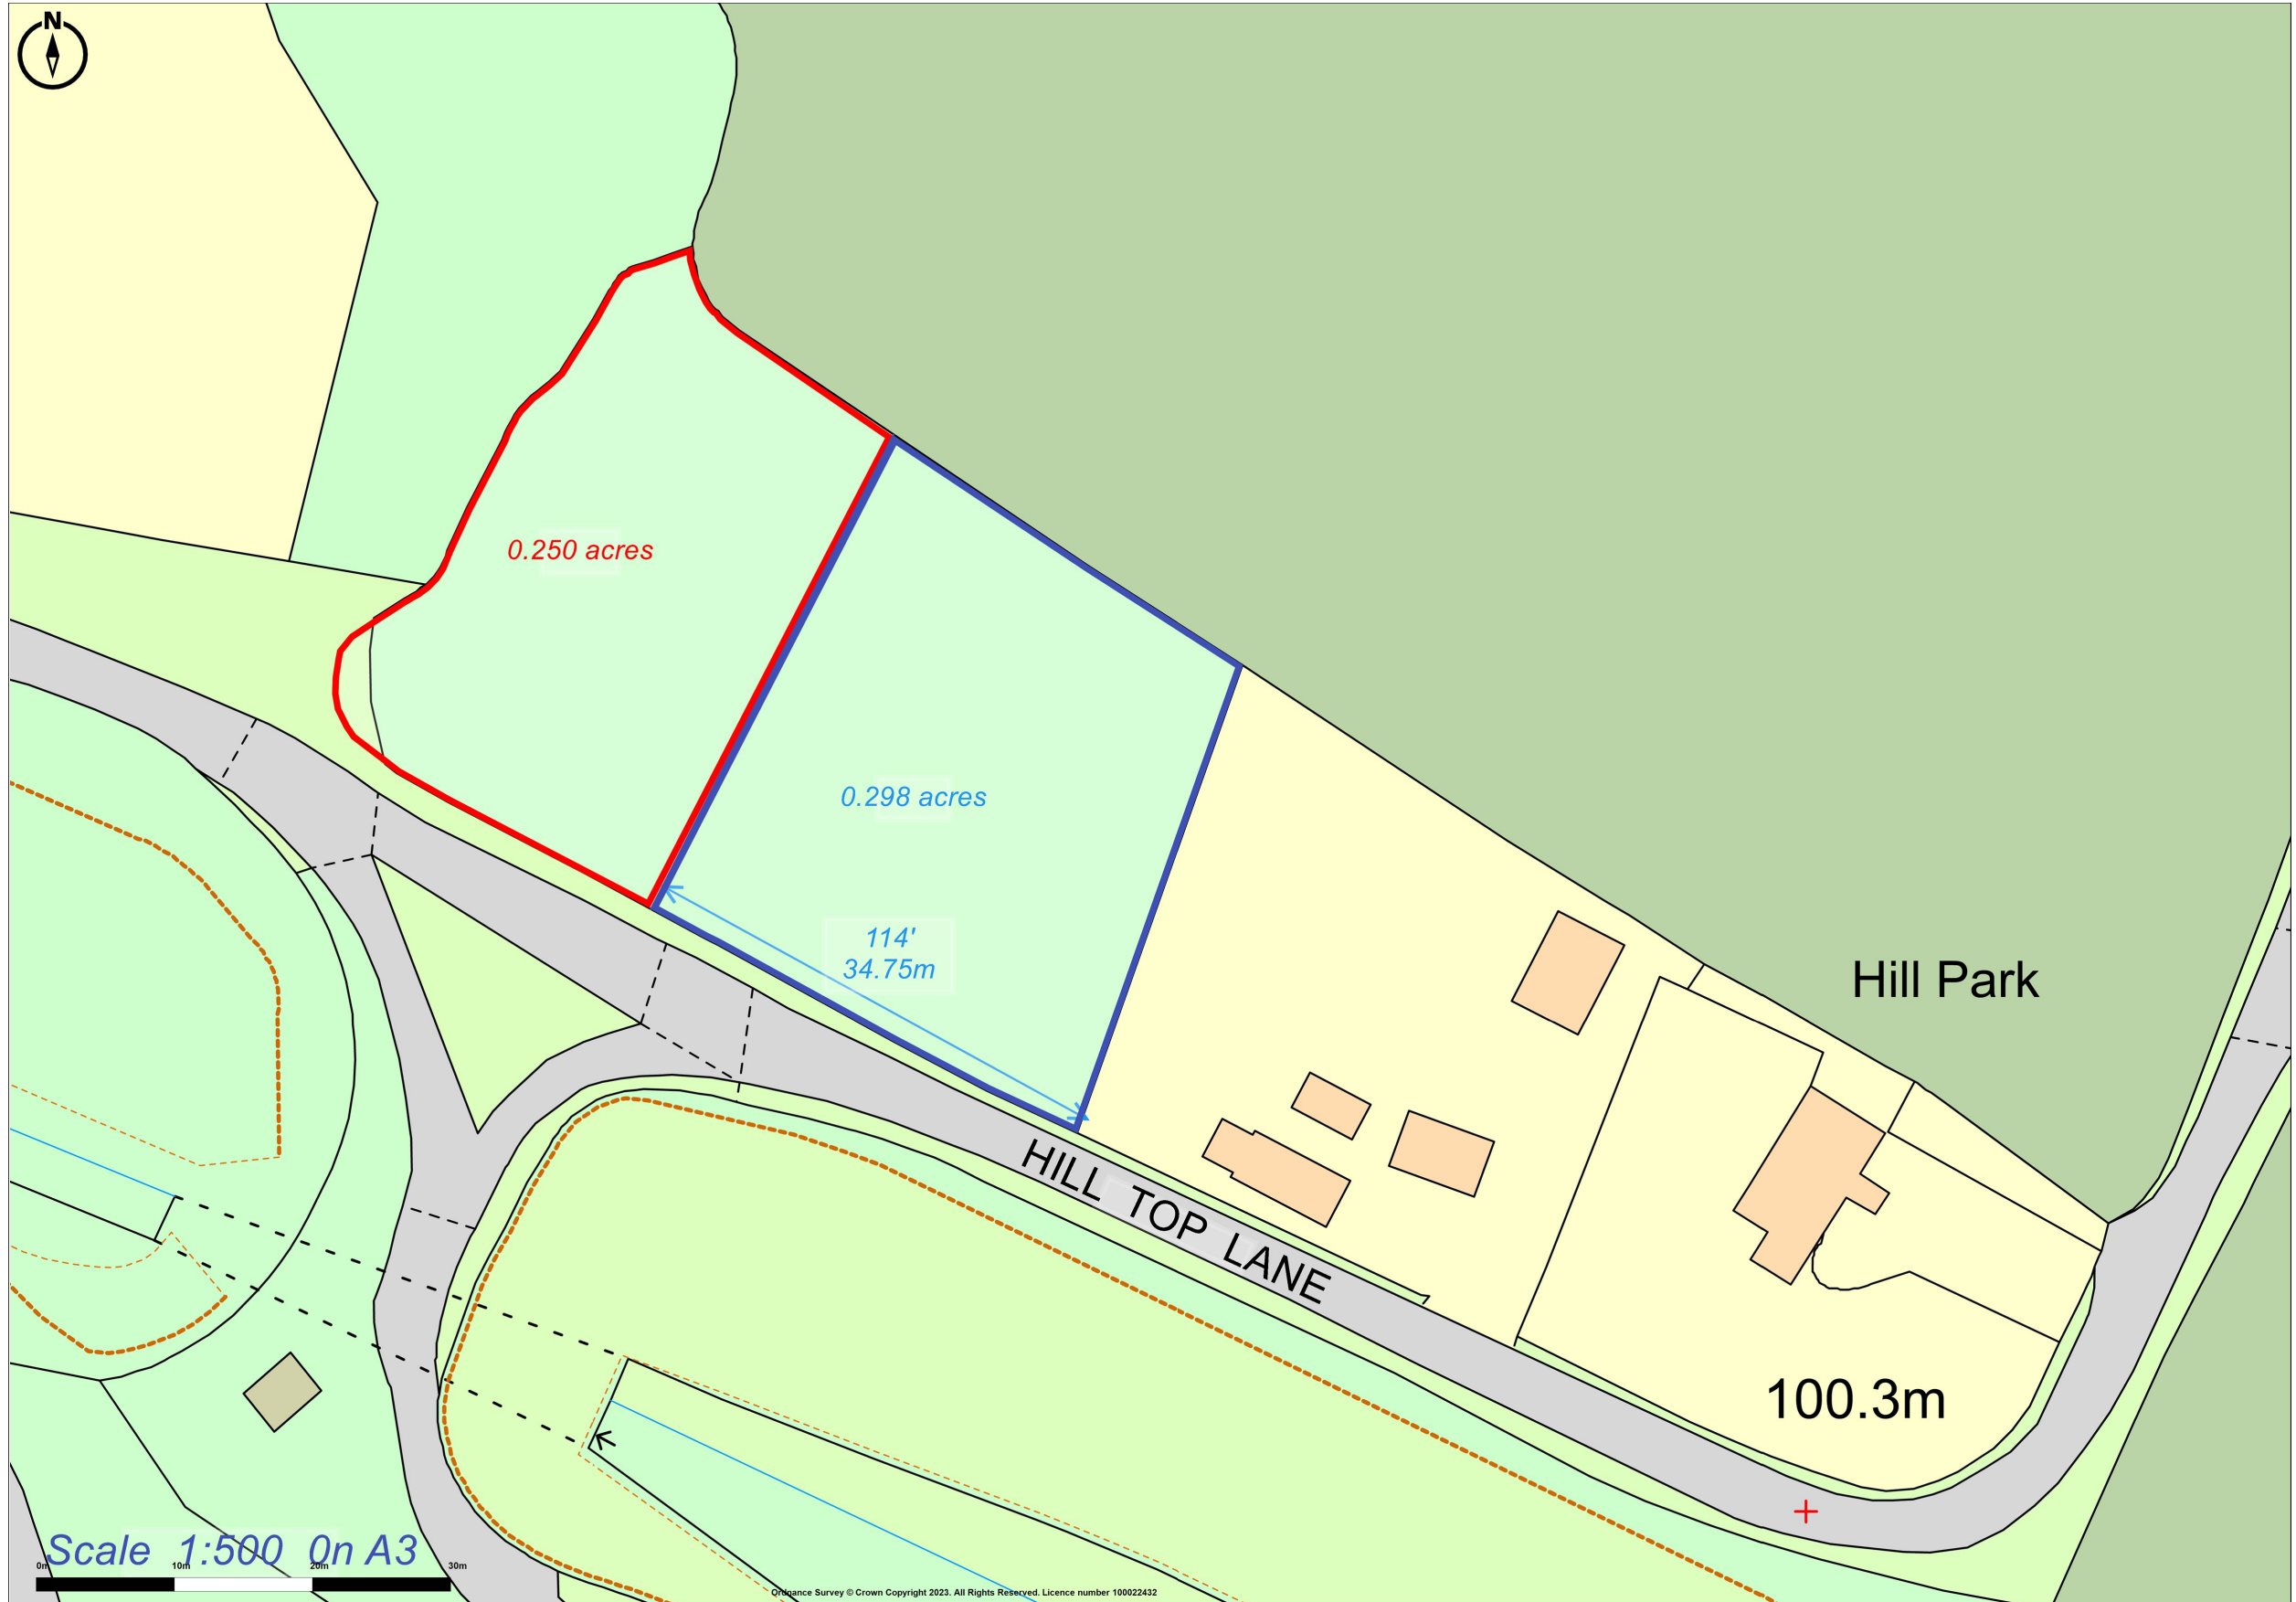 N
0.250 acres
0.298 acres
114'
34.75m
Hill Park
HILL TOP LANE
100.3m
Scale 1:500 0n A3
0m 10m 20m 30m
Ordnance Survey © Crown Copyright 2023. All Rights Reserved. Licence number 100022432